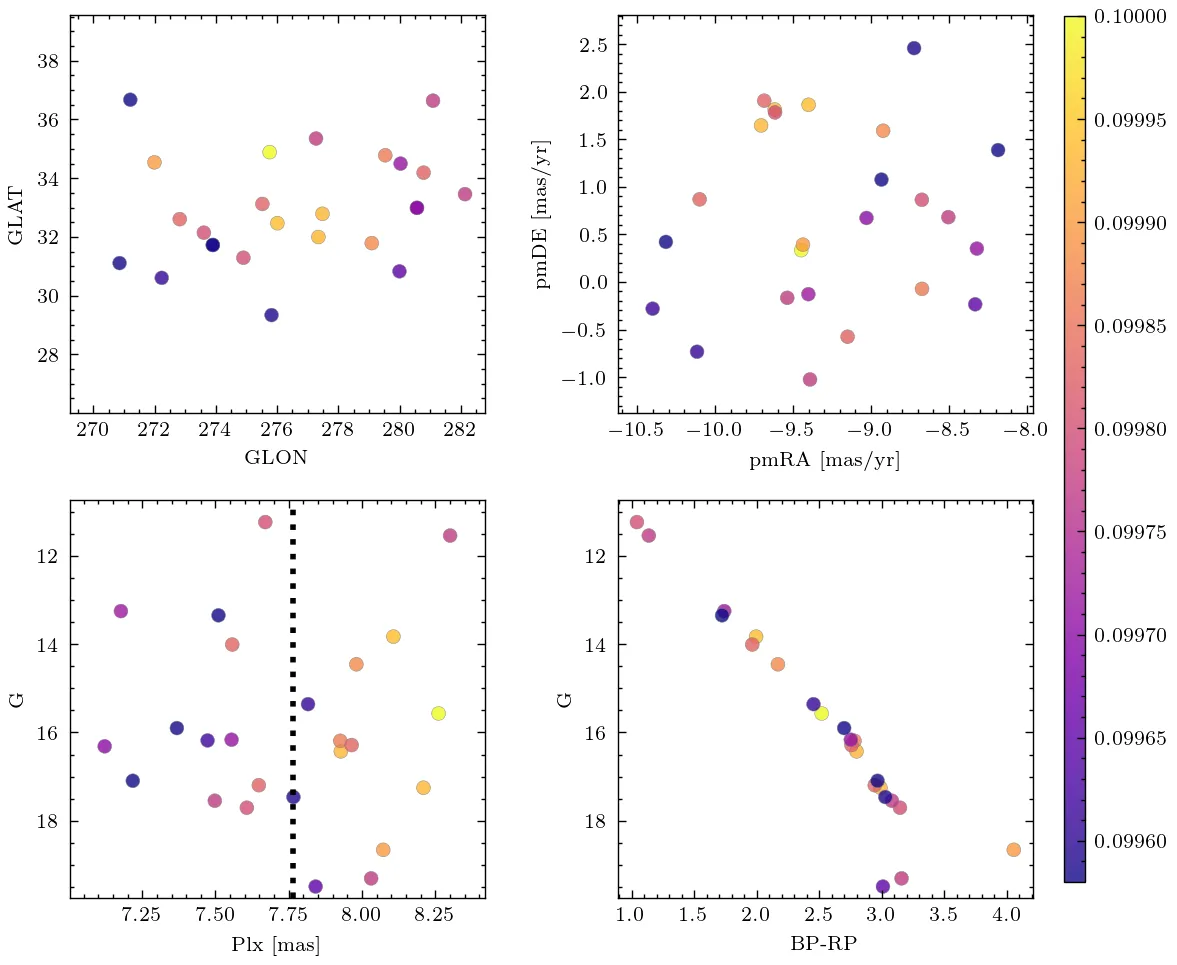 38
36
34
32
30
28
GLAT
270 272 274 276 278 280 282
GLON
2.5
2.0
1.5
1.0
0.5
0.0
−0.5
−1.0
pmDE [mas/yr]
−10.5 −10.0 −9.5 −9.0 −8.5 −8.0
pmRA [mas/yr]
0.10000
0.09995
0.09990
0.09985
0.09980
0.09975
0.09970
0.09965
0.09960
12
14
16
18
G
7.25 7.50 7.75 8.00 8.25
Plx [mas]
12
14
16
18
G
1.0 1.5 2.0 2.5 3.0 3.5 4.0
BP-RP